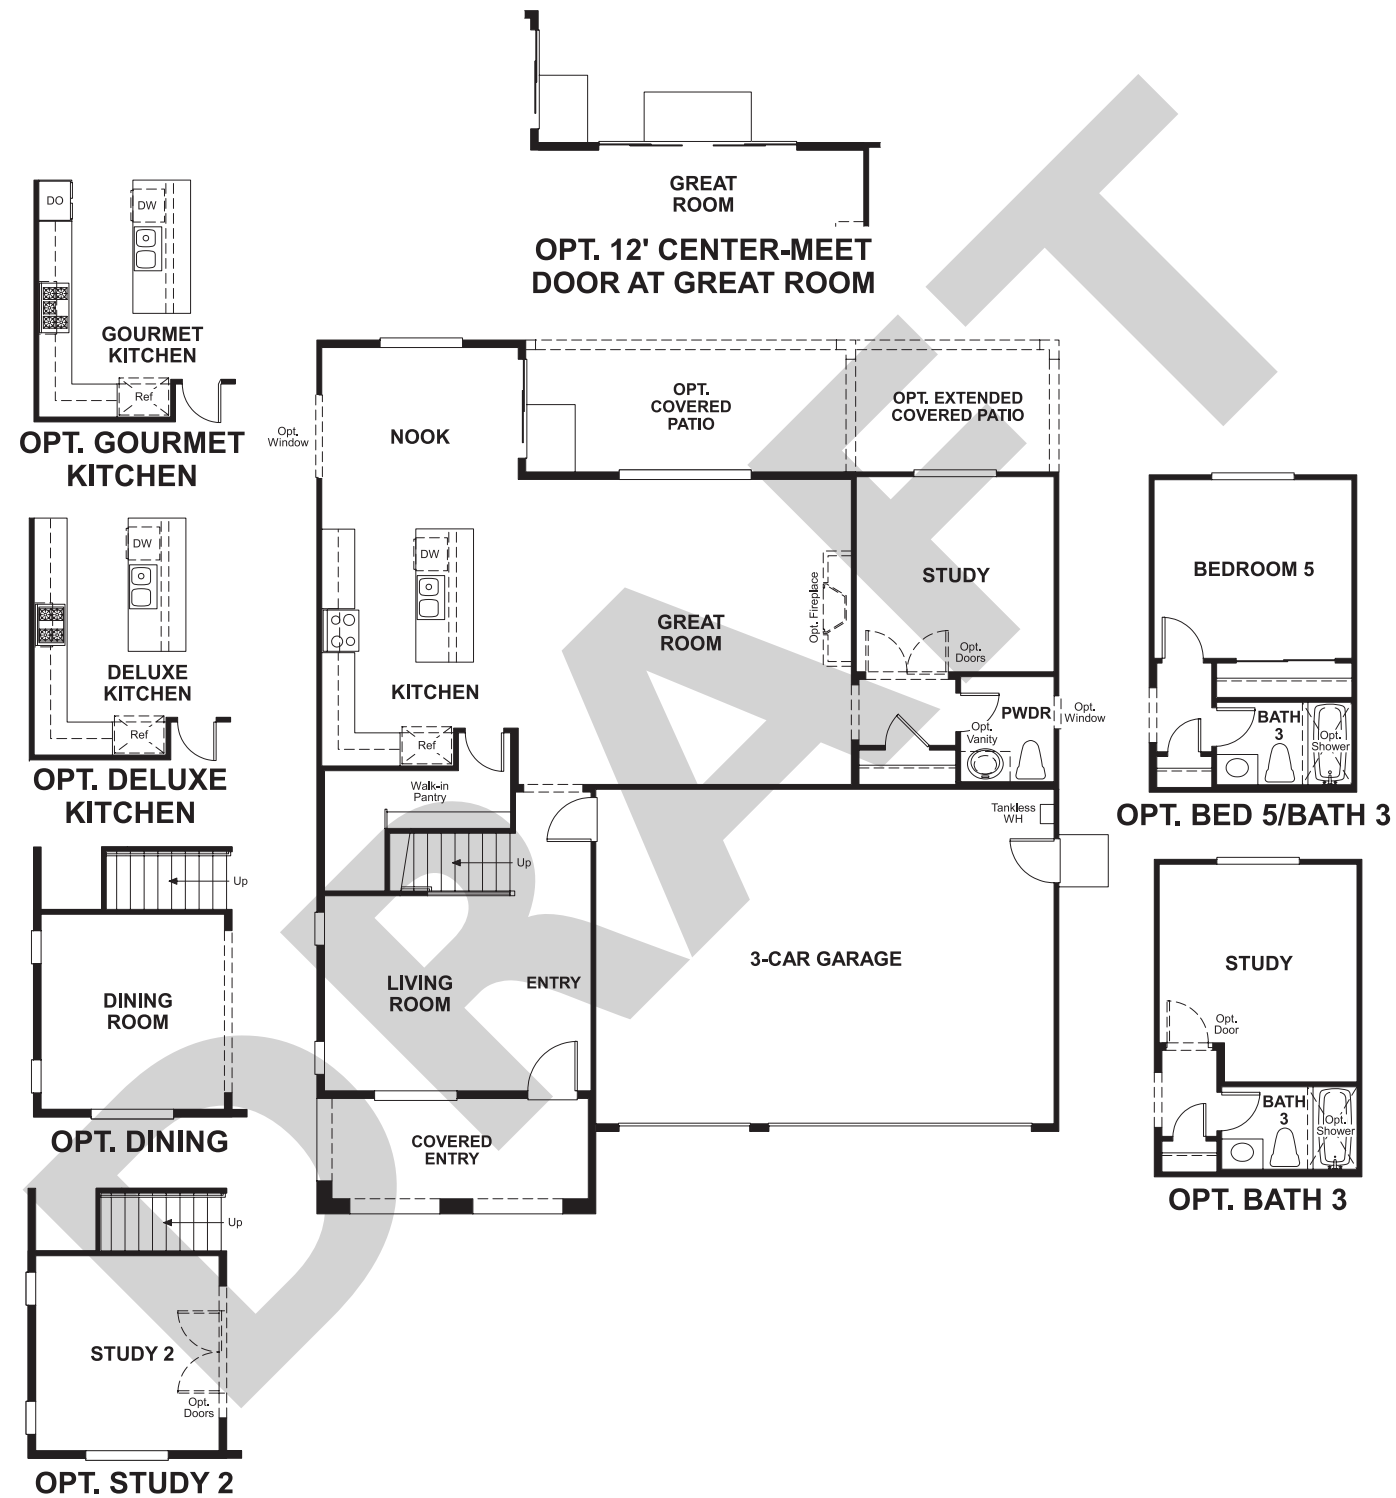 GREAT
ROOM
OPT. 12' CENTER-MEET
DOOR AT GREAT ROOM
DO
DW
GOURMET
KITCHEN
Ref
OPT. GOURMET
KITCHEN
DW
DELUXE
KITCHEN
Ref
OPT. DELUXE
KITCHEN
Up
DINING
ROOM
OPT. DINING
Up
STUDY 2
Opt.
Doors
OPT. STUDY 2
Opt.
Window
NOOK
OPT.
COVERED
PATIO
OPT. EXTENDED
COVERED PATIO
DW
KITCHEN
Ref
GREAT
ROOM
Opt. Fireplace
STUDY
Opt.
Doors
PWDR
Opt.
Vanity
Opt.
Window
Walk-in
Pantry
Up
Tankless
WH
LIVING
ROOM
ENTRY
3-CAR GARAGE
COVERED
ENTRY
BEDROOM 5
BATH
3
Opt.
Shower
OPT. BED 5/BATH 3
STUDY
Opt.
Door
BATH
3
Opt.
Shower
OPT. BATH 3
DRAFT